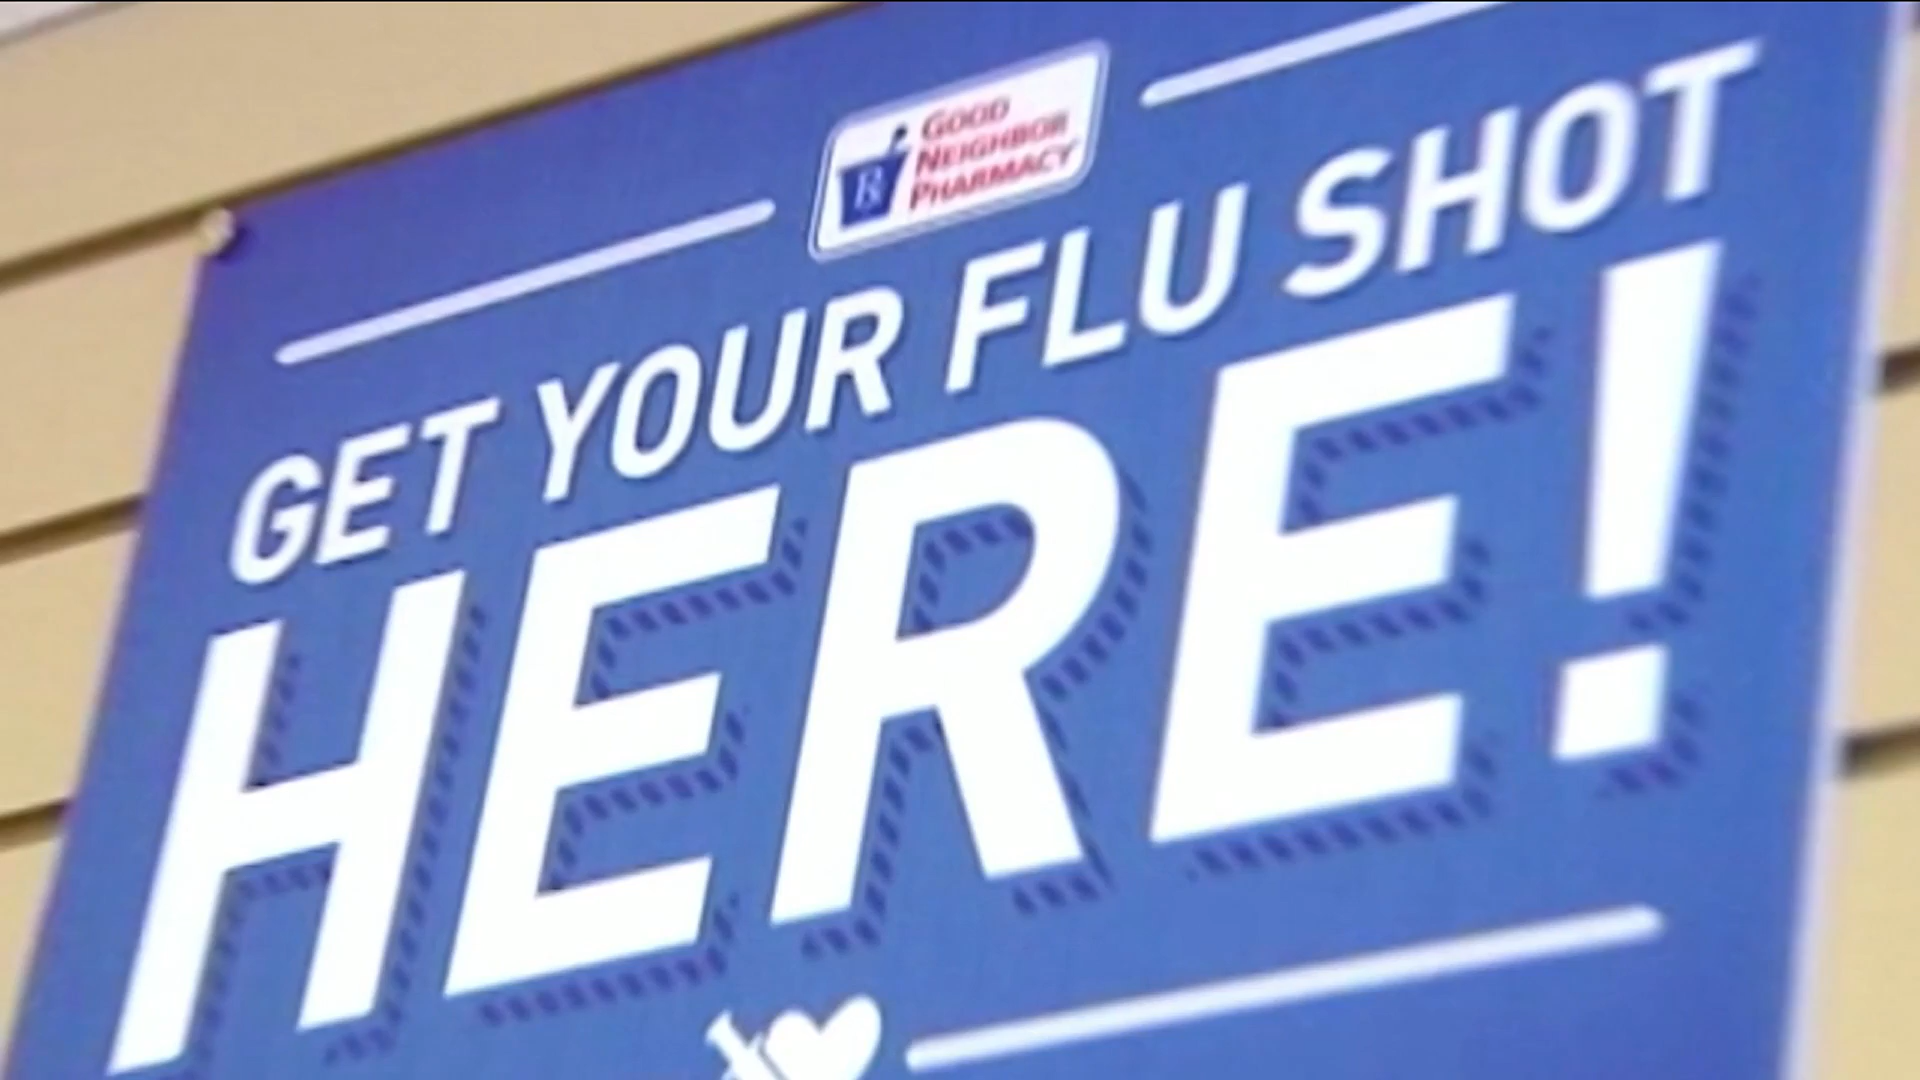 GOOD
NEIGHBOR
PHARMACY
℞
GET YOUR FLU SHOT
HERE!